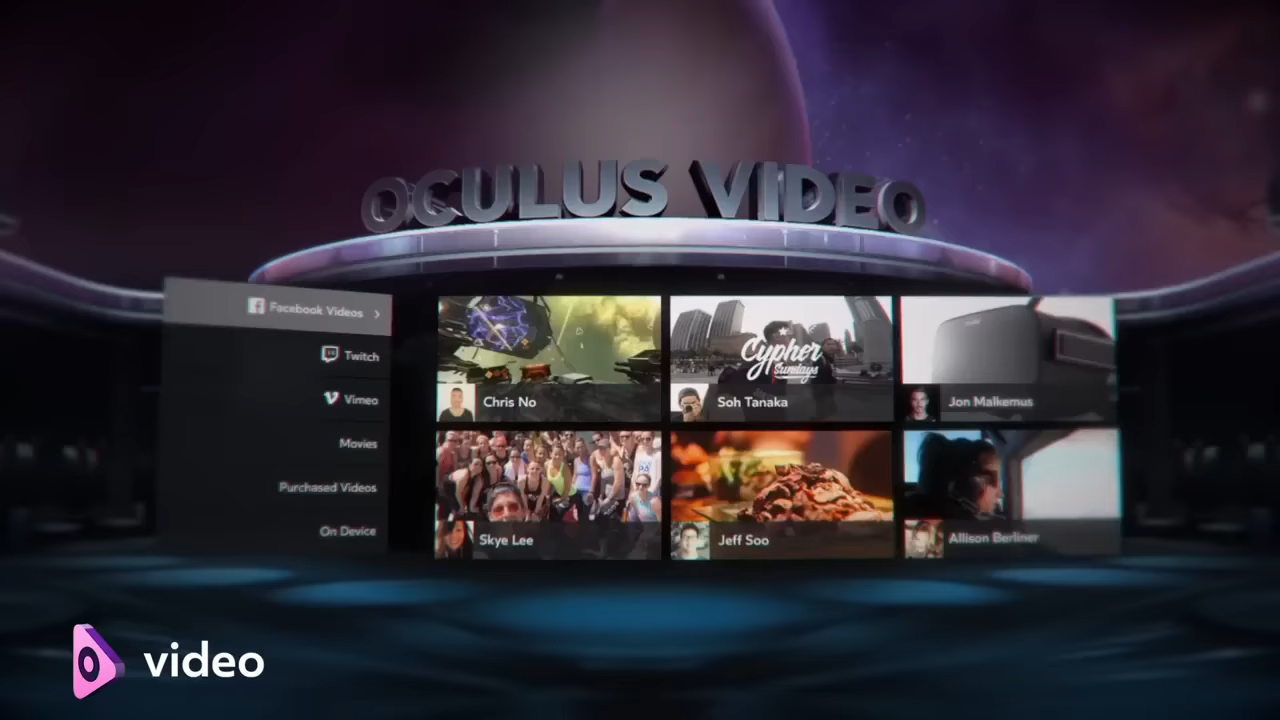 OCULUS VIDEO
Facebook Videos
Twitch
Vimeo
Movies
Purchased Videos
On Device
Cypher
Sundays
Chris No
Soh Tanaka
Jon Malkemus
Skye Lee
Jeff Soo
Allison Berliner
video